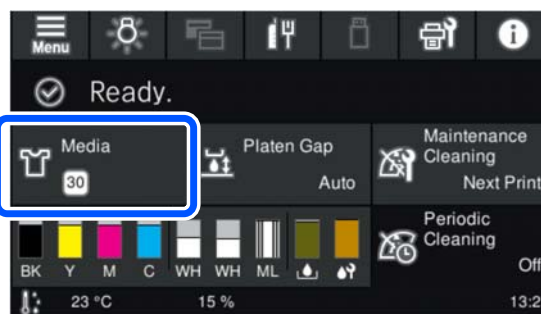 Menu
Ready.
Media
30
Platen Gap
Auto
Maintenance
Cleaning
Next Print
BK Y M C WH WH ML
Periodic
Cleaning
Off
23 °C 15 % 13:2